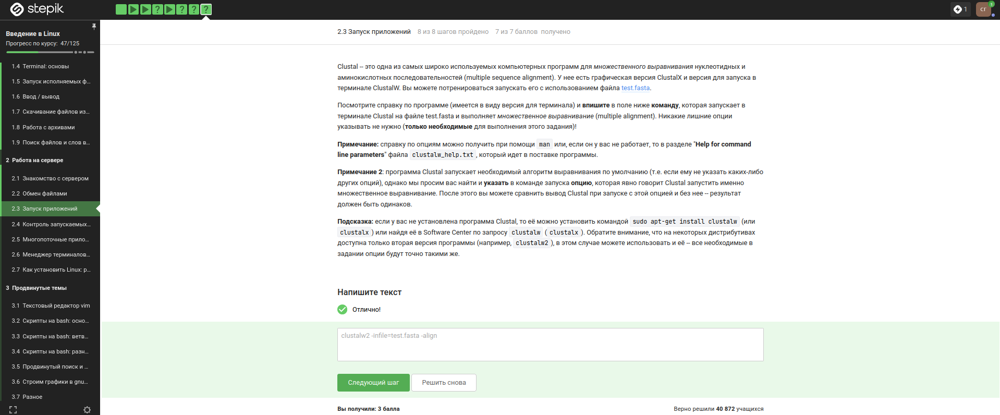 stepik
1
СГ
1
Введение в Linux
Прогресс по курсу: 47/125
1.4 Terminal: основы
1.5 Запуск исполняемых ф...
1.6 Ввод / вывод
1.7 Скачивание файлов из...
1.8 Работа с архивами
1.9 Поиск файлов и слов в...
2 Работа на сервере
2.1 Знакомство с сервером
2.2 Обмен файлами
2.3 Запуск приложений
2.4 Контроль запускаемых...
2.5 Многопоточные прило...
2.6 Менеджер терминалов...
2.7 Как установить Linux: р...
3 Продвинутые темы
3.1 Текстовый редактор vim
3.2 Скрипты на bash: осно...
3.3 Скрипты на bash: ветв...
3.4 Скрипты на bash: разн...
3.5 Продвинутый поиск и ...
3.6 Строим графики в gnu...
3.7 Разное
2.3 Запуск приложений 8 из 8 шагов пройдено 7 из 7 баллов получено
Clustal -- это одна из самых широко используемых компьютерных программ для множественного выравнивания нуклеотидных и
аминокислотных последовательностей (multiple sequence alignment). У нее есть графическая версия ClustalX и версия для запуска в
терминале ClustalW. Вы можете потренироваться запускать его с использованием файла test.fasta.
Посмотрите справку по программе (имеется в виду версия для терминала) и впишите в поле ниже команду, которая запускает в
терминале Clustal на файле test.fasta и выполняет множественное выравнивание (multiple alignment). Никакие лишние опции
указывать не нужно (только необходимые для выполнения этого задания)!
Примечание: справку по опциям можно получить при помощи man или, если он у вас не работает, то в разделе "Help for command
line parameters" файла clustalw_help.txt, который идет в поставке программы.
Примечание 2: программа Clustal запускает необходимый алгоритм выравнивания по умолчанию (т.е. если ему не указать каких-либо
других опций), однако мы просим вас найти и указать в команде запуска опцию, которая явно говорит Clustal запустить именно
множественное выравнивание. После этого вы можете сравнить вывод Clustal при запуске с этой опцией и без нее -- результат
должен быть одинаков.
Подсказка: если у вас не установлена программа Clustal, то её можно установить командой sudo apt-get install clustalw (или
clustalx) или найдя её в Software Center по запросу clustalw (clustalx). Обратите внимание, что на некоторых дистрибутивах
доступна только вторая версия программы (например, clustalw2), в этом случае можете использовать и её -- все необходимые в
задании опции будут точно такими же.
Напишите текст
Отлично!
clustalw2 -infile=test.fasta -align
Следующий шаг
Решить снова
Вы получили: 3 балла
Верно решили 40 872 учащихся